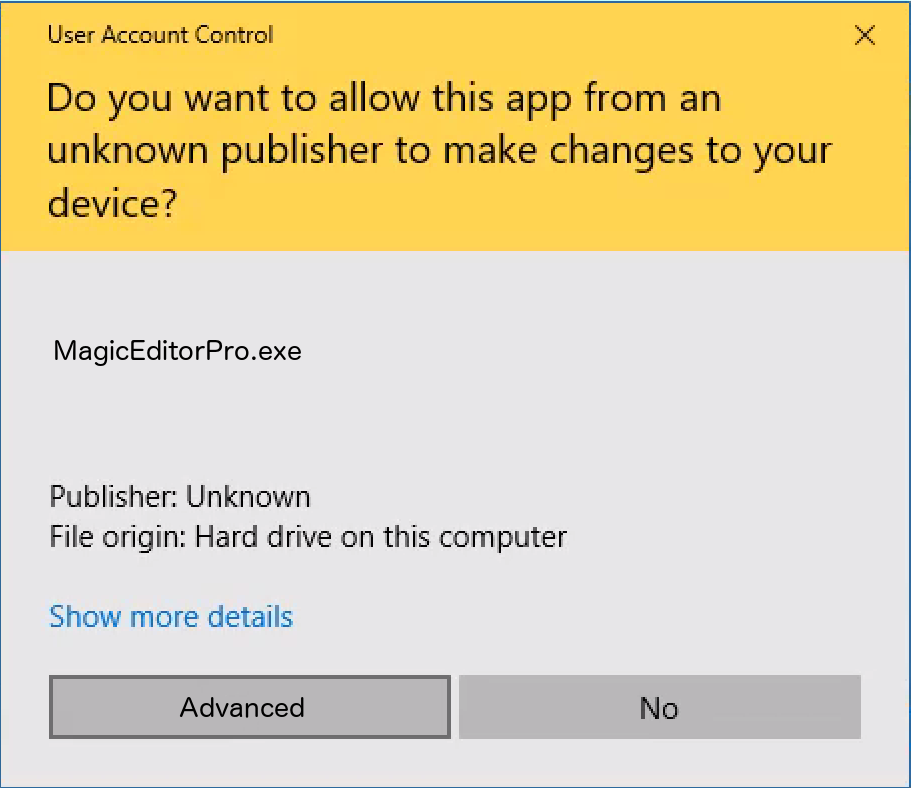 User Account Control
Do you want to allow this app from an
unknown publisher to make changes to your
device?
MagicEditorPro.exe
Publisher: Unknown
File origin: Hard drive on this computer
Show more details
Advanced
No